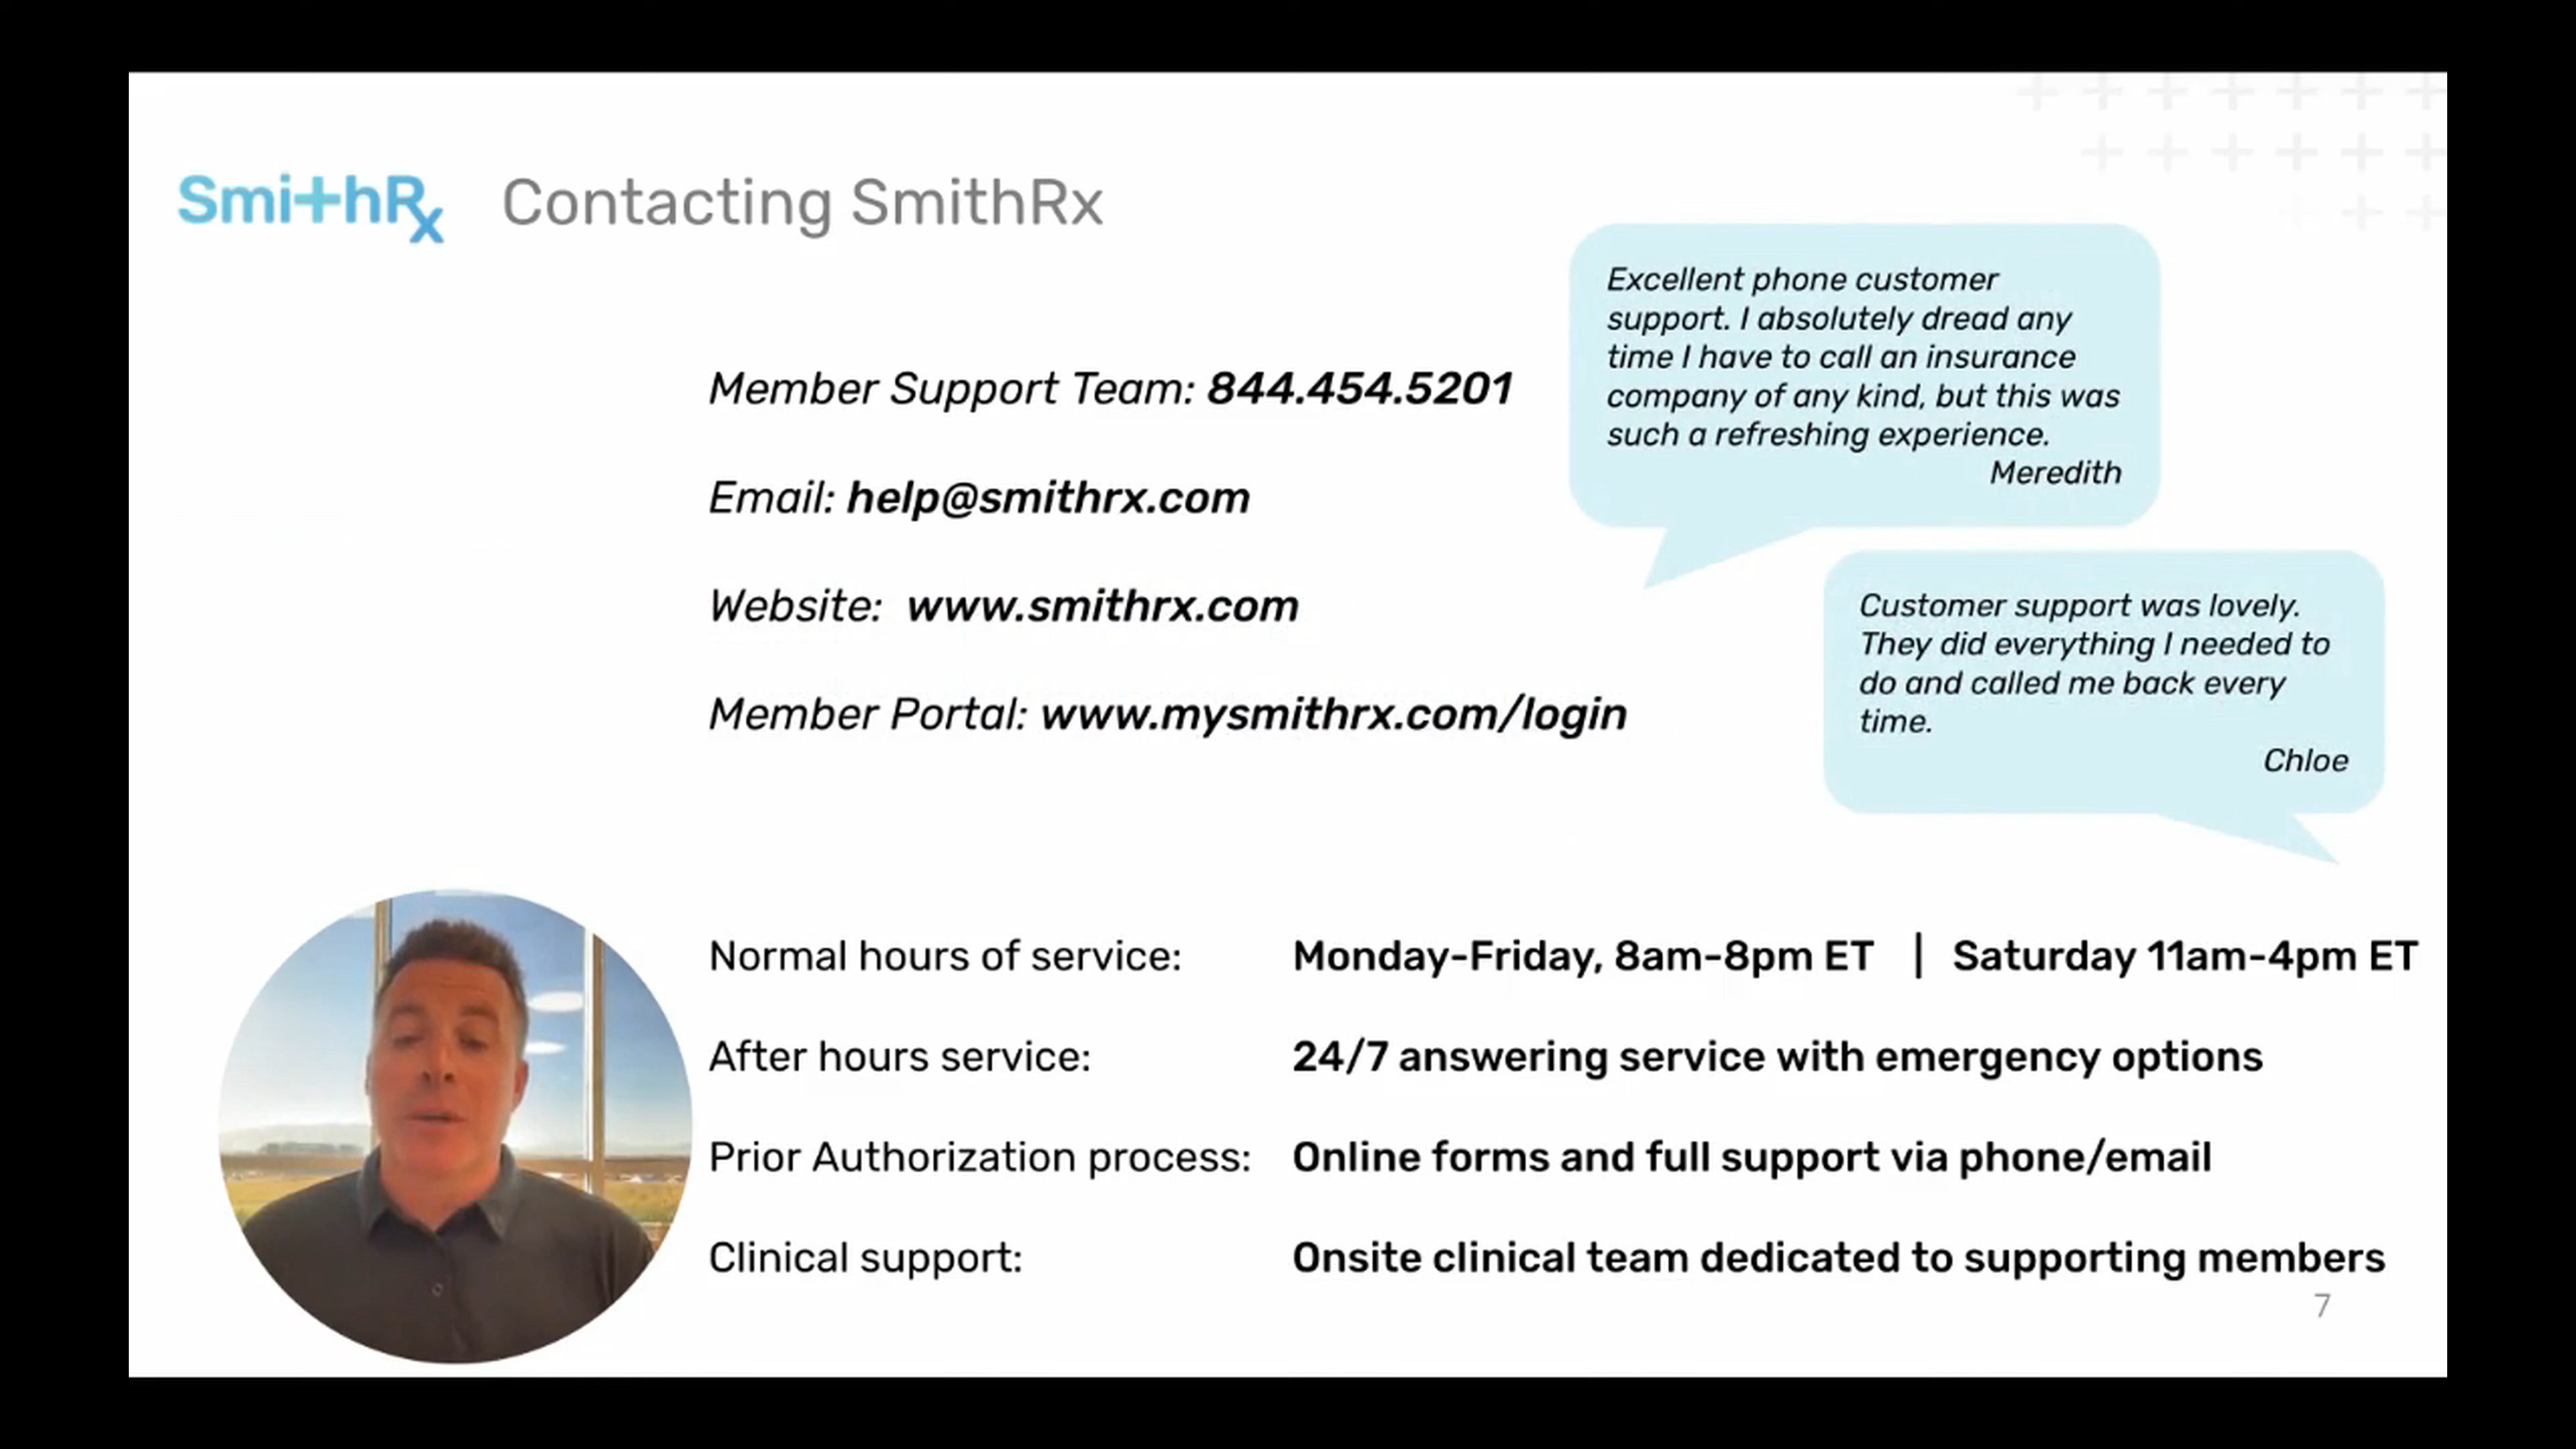 SmithRx Contacting SmithRx
Excellent phone customer
support. I absolutely dread any
time I have to call an insurance
company of any kind, but this was
such a refreshing experience.
Meredith
Member Support Team: 844.454.5201
Email: help@smithrx.com
Website: www.smithrx.com
Member Portal: www.mysmithrx.com/login
Customer support was lovely.
They did everything I needed to
do and called me back every
time.
Chloe
Normal hours of service: Monday-Friday, 8am-8pm ET | Saturday 11am-4pm ET
After hours service: 24/7 answering service with emergency options
Prior Authorization process: Online forms and full support via phone/email
Clinical support: Onsite clinical team dedicated to supporting members
7